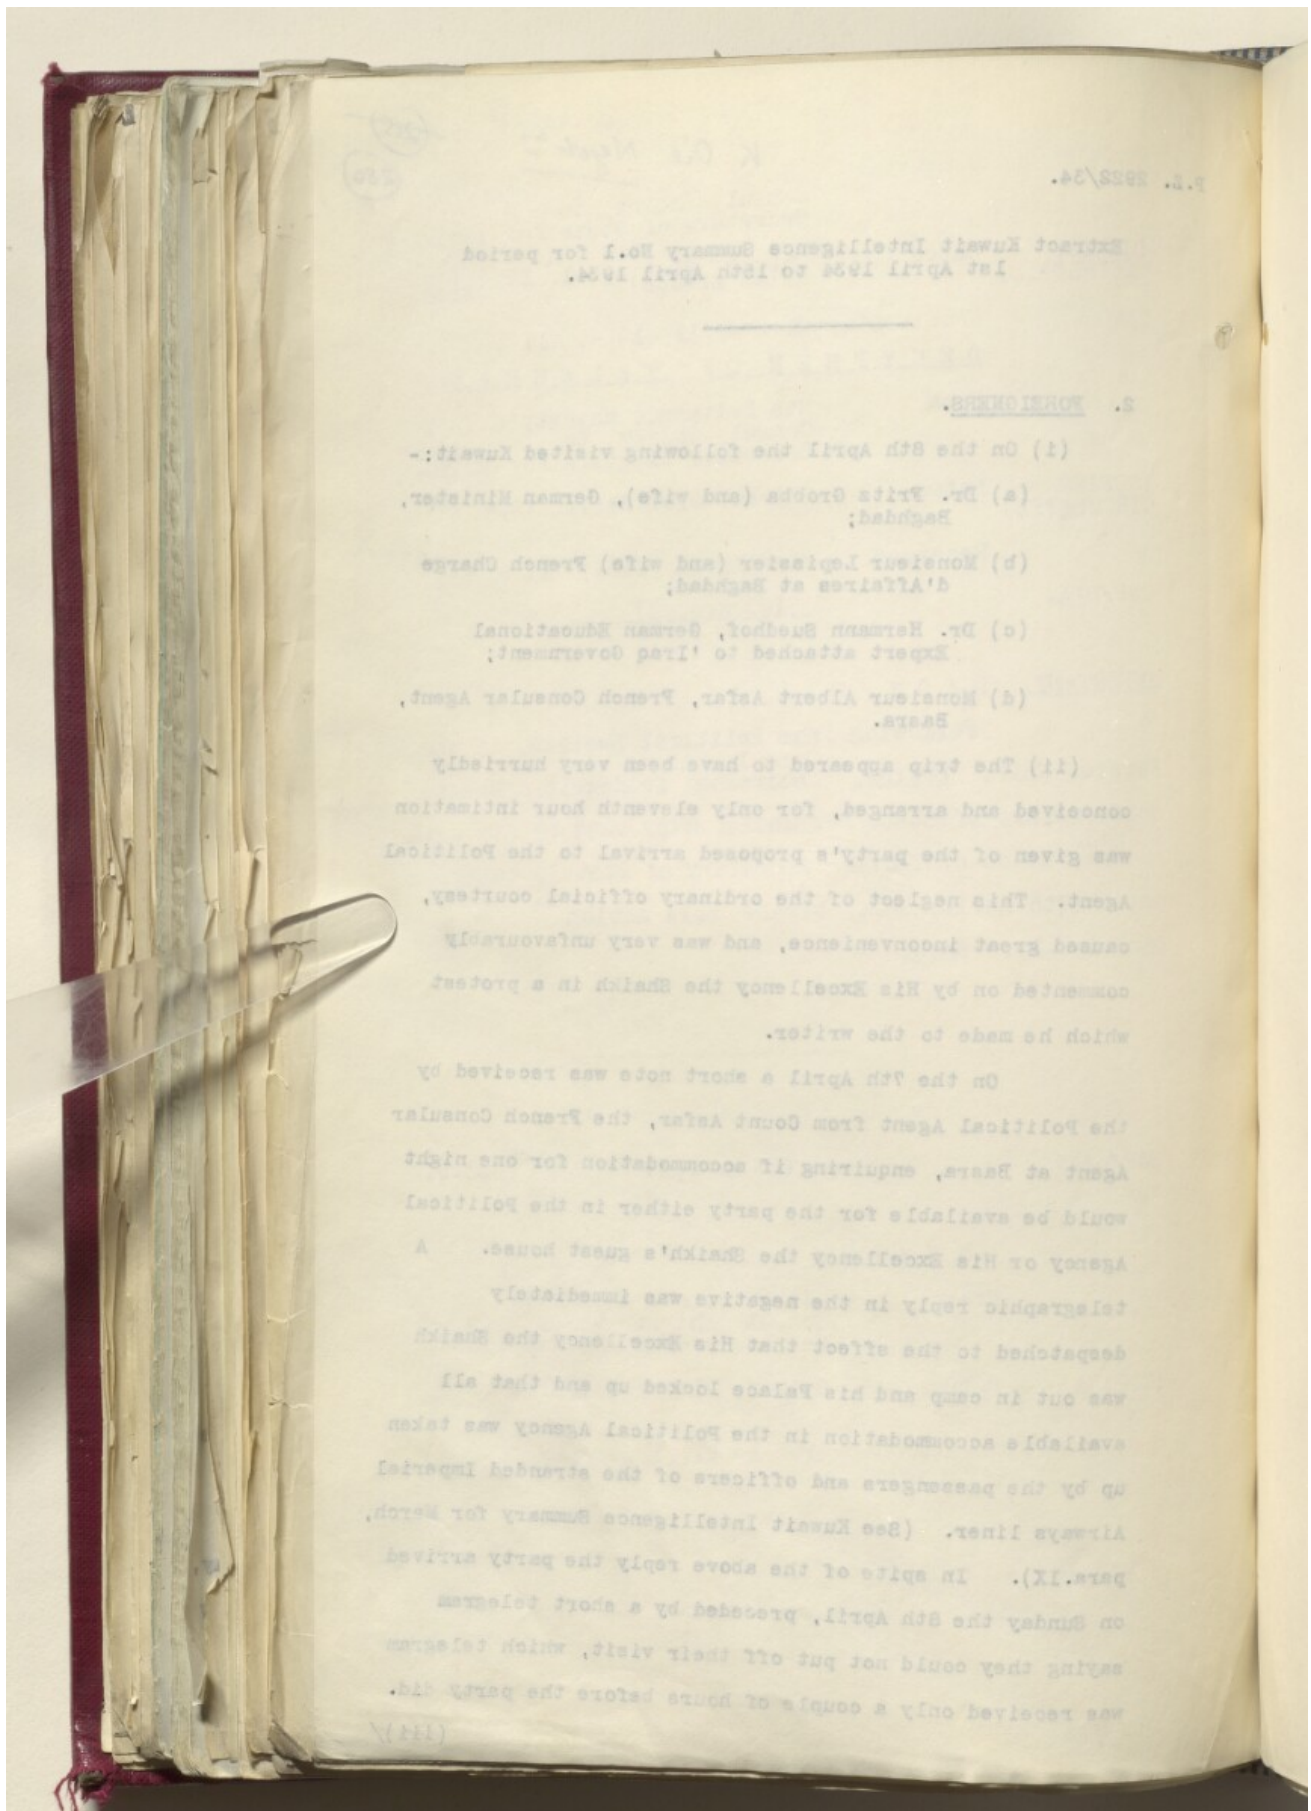 P.Z. 2922/34.
Extract Kuwait Intelligence Summary No.1 for period
1st April 1934 to 15th April 1934.
2. FOREIGNERS.
(i) On the 8th April the following visited Kuwait:-
(a) Dr. Fritz Grobba (and wife), German Minister,
Baghdad;
(b) Monsieur Lepissier (and wife) French Charge
d'Affaires at Baghdad;
(c) Dr. Hermann Suedhof, German Educational
Expert attached to 'Iraq Government;
(d) Monsieur Albert Asfar, French Consular Agent,
Basra.
(ii) The trip appeared to have been very hurriedly
conceived and arranged, for only eleventh hour intimation
was given of the party's proposed arrival to the Political
Agent. This neglect of the ordinary official courtesy,
caused great inconvenience, and was very unfavourably
commented on by His Excellency the Shaikh in a protest
which he made to the writer.
On the 7th April a short note was received by
the Political Agent from Count Asfar, the French Consular
Agent at Basra, enquiring if accommodation for one night
would be available for the party either in the Political
Agency or His Excellency the Shaikh's guest house. A
telegraphic reply in the negative was immediately
despatched to the effect that His Excellency the Shaikh
was out in camp and his Palace locked up and that all
available accommodation in the Political Agency was taken
up by the passengers and officers of the stranded Imperial
Airways liner. (See Kuwait Intelligence Summary for March,
para.IX). In spite of the above reply the party arrived
on Sunday the 8th April, preceded by a short telegram
saying they could not put off their visit, which telegram
was received only a couple of hours before the party did.
(iii)/